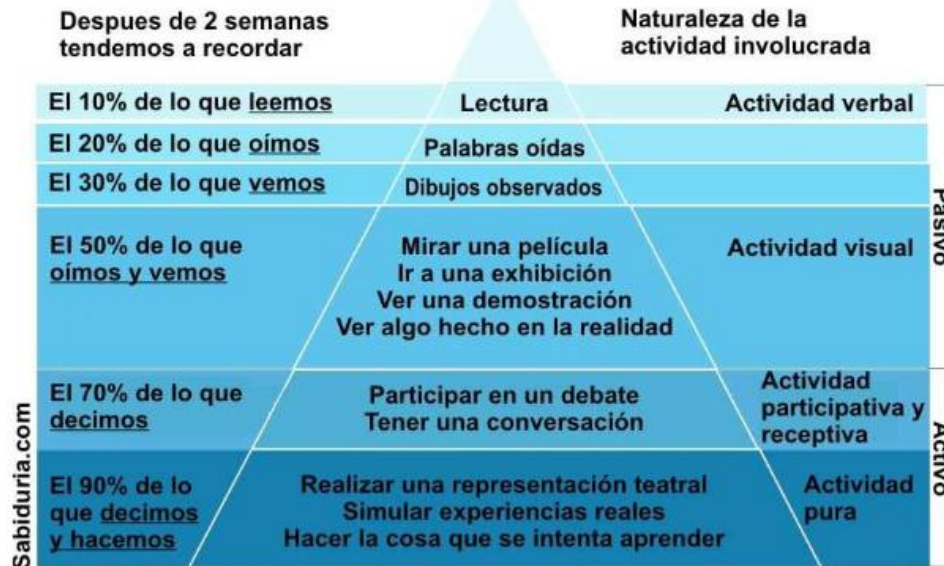 Despues de 2 semanas
tendemos a recordar
Naturaleza de la
actividad involucrada
El 10% de lo que leemos
Lectura
Actividad verbal
El 20% de lo que oímos
Palabras oídas
El 30% de lo que vemos
Dibujos observados
El 50% de lo que
oímos y vemos
Mirar una película
Ir a una exhibición
Ver una demostración
Ver algo hecho en la realidad
Actividad visual
Pasivo
El 70% de lo que
decimos
Participar en un debate
Tener una conversación
Actividad
participativa y
receptiva
El 90% de lo
que decimos
y hacemos
Realizar una representación teatral
Simular experiencias reales
Hacer la cosa que se intenta aprender
Actividad
pura
Activo
Sabiduria.com